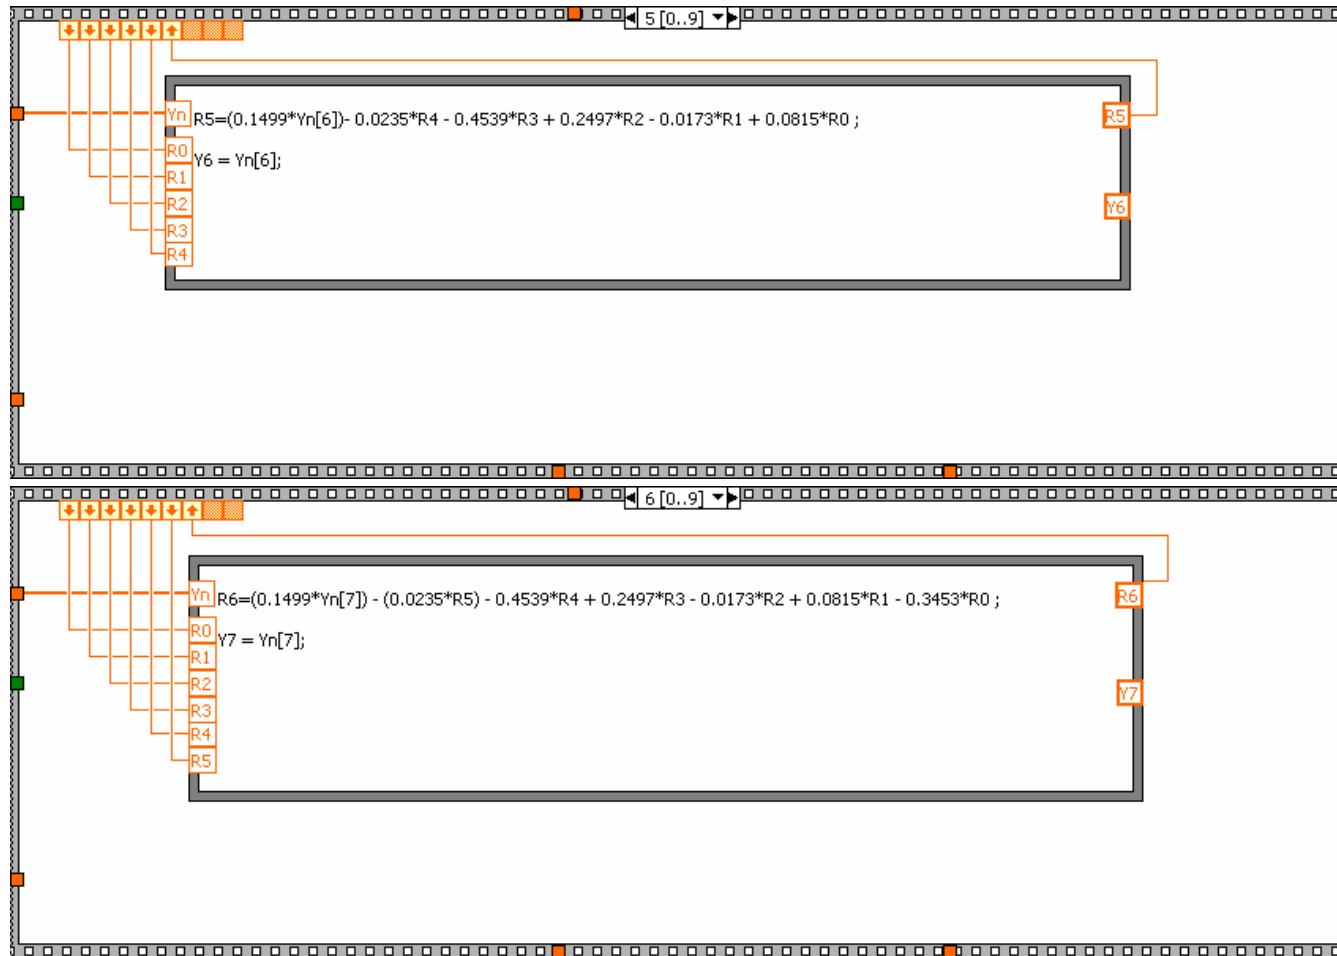 5 [0..9]
Yn
R5=(0.1499*Yn[6])- 0.0235*R4 - 0.4539*R3 + 0.2497*R2 - 0.0173*R1 + 0.0815*R0 ;
R5
R0
Y6 = Yn[6];
R1
R2
Y6
R3
R4
6 [0..9]
Yn
R6=(0.1499*Yn[7]) - (0.0235*R5) - 0.4539*R4 + 0.2497*R3 - 0.0173*R2 + 0.0815*R1 - 0.3453*R0 ;
R6
R0
Y7 = Yn[7];
R1
R2
Y7
R3
R4
R5